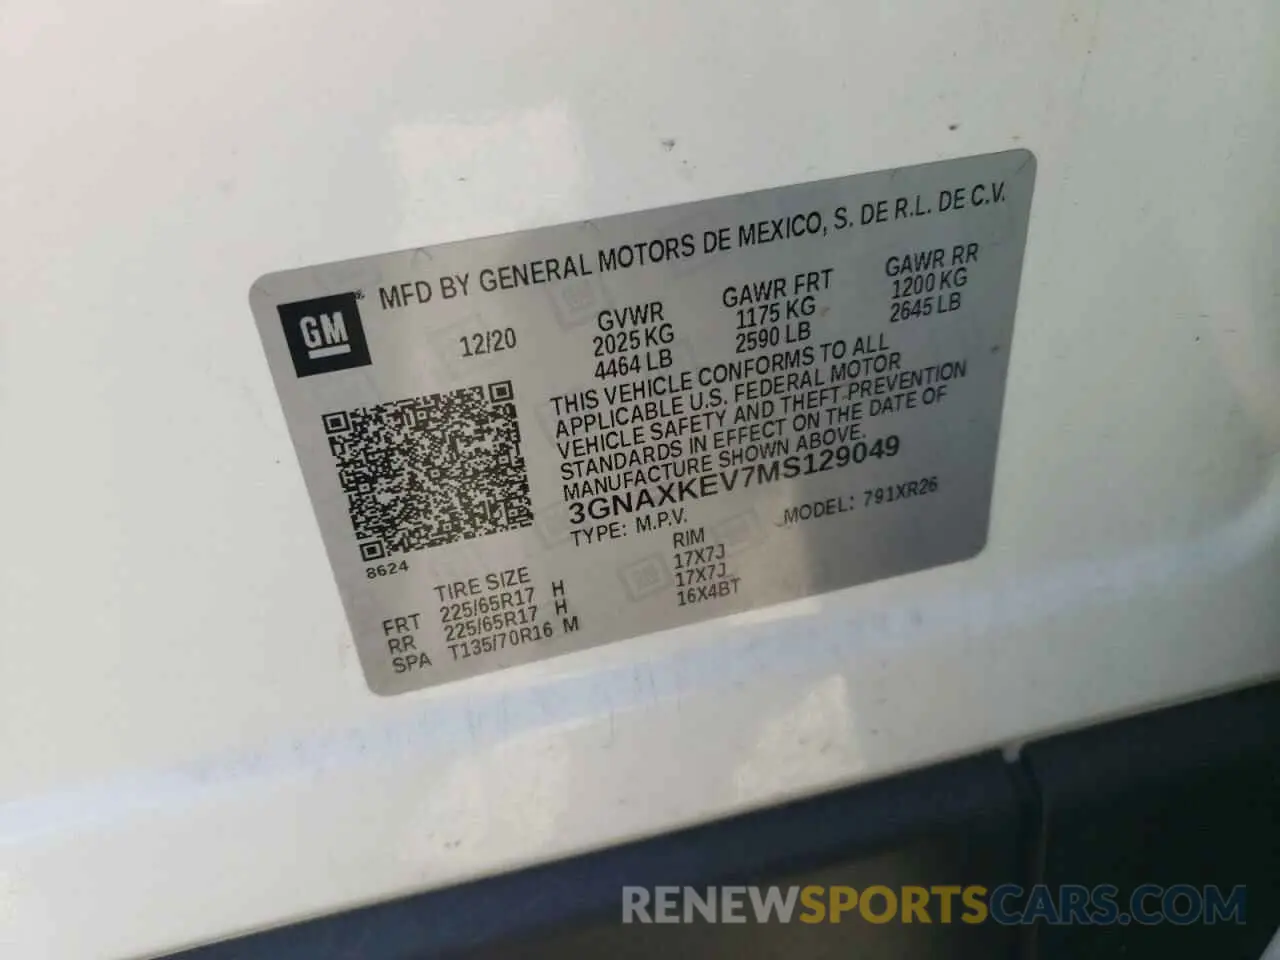 MFD BY GENERAL MOTORS DE MEXICO, S. DE R.L. DE C.V.
GM
12/20
GVWR
2025 KG
4464 LB
GAWR FRT
1175 KG
2590 LB
GAWR RR
1200 KG
2645 LB
THIS VEHICLE CONFORMS TO ALL
APPLICABLE U.S. FEDERAL MOTOR
VEHICLE SAFETY AND THEFT PREVENTION
STANDARDS IN EFFECT ON THE DATE OF
MANUFACTURE SHOWN ABOVE.
3GNAXKEV7MS129049
TYPE: M.P.V. MODEL: 791XR26
8624
TIRE SIZE RIM
FRT 225/65R17 H 17X7J
RR 225/65R17 H 17X7J
SPA T135/70R16 M 16X4BT
RENEWSPORTSCARS.COM